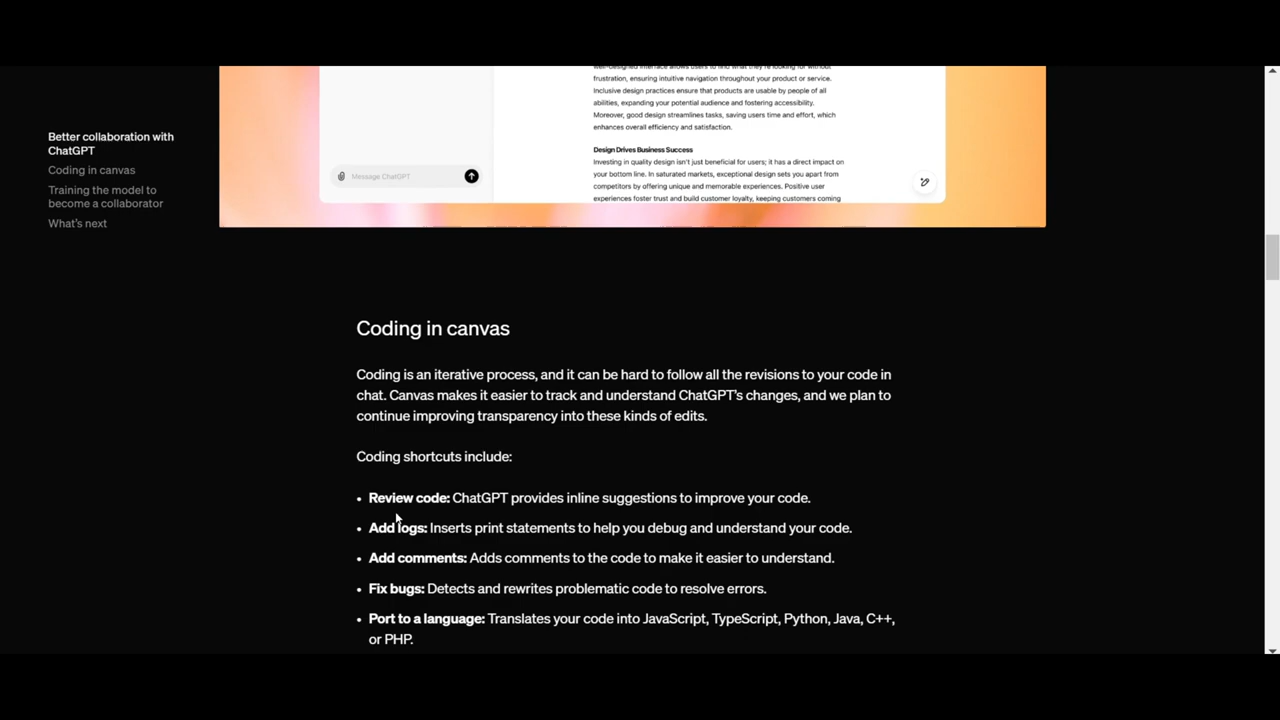 Better collaboration with
ChatGPT
Coding in canvas
Training the model to
become a collaborator
What's next
frustration, ensuring intuitive navigation throughout your product or service.
Inclusive design practices ensure that products are usable by people of all
abilities, expanding your potential audience and fostering accessibility.
Moreover, good design streamlines tasks, saving users time and effort, which
enhances overall efficiency and satisfaction.
Design Drives Business Success
Investing in quality design isn't just beneficial for users; it has a direct impact on
your bottom line. In saturated markets, exceptional design sets you apart from
competitors by offering unique and memorable experiences. Positive user
experiences foster trust and build customer loyalty, keeping customers coming
Message ChatGPT
Coding in canvas
Coding is an iterative process, and it can be hard to follow all the revisions to your code in
chat. Canvas makes it easier to track and understand ChatGPT's changes, and we plan to
continue improving transparency into these kinds of edits.
Coding shortcuts include:
• Review code: ChatGPT provides inline suggestions to improve your code.
• Add logs: Inserts print statements to help you debug and understand your code.
• Add comments: Adds comments to the code to make it easier to understand.
• Fix bugs: Detects and rewrites problematic code to resolve errors.
• Port to a language: Translates your code into JavaScript, TypeScript, Python, Java, C++,
or PHP.